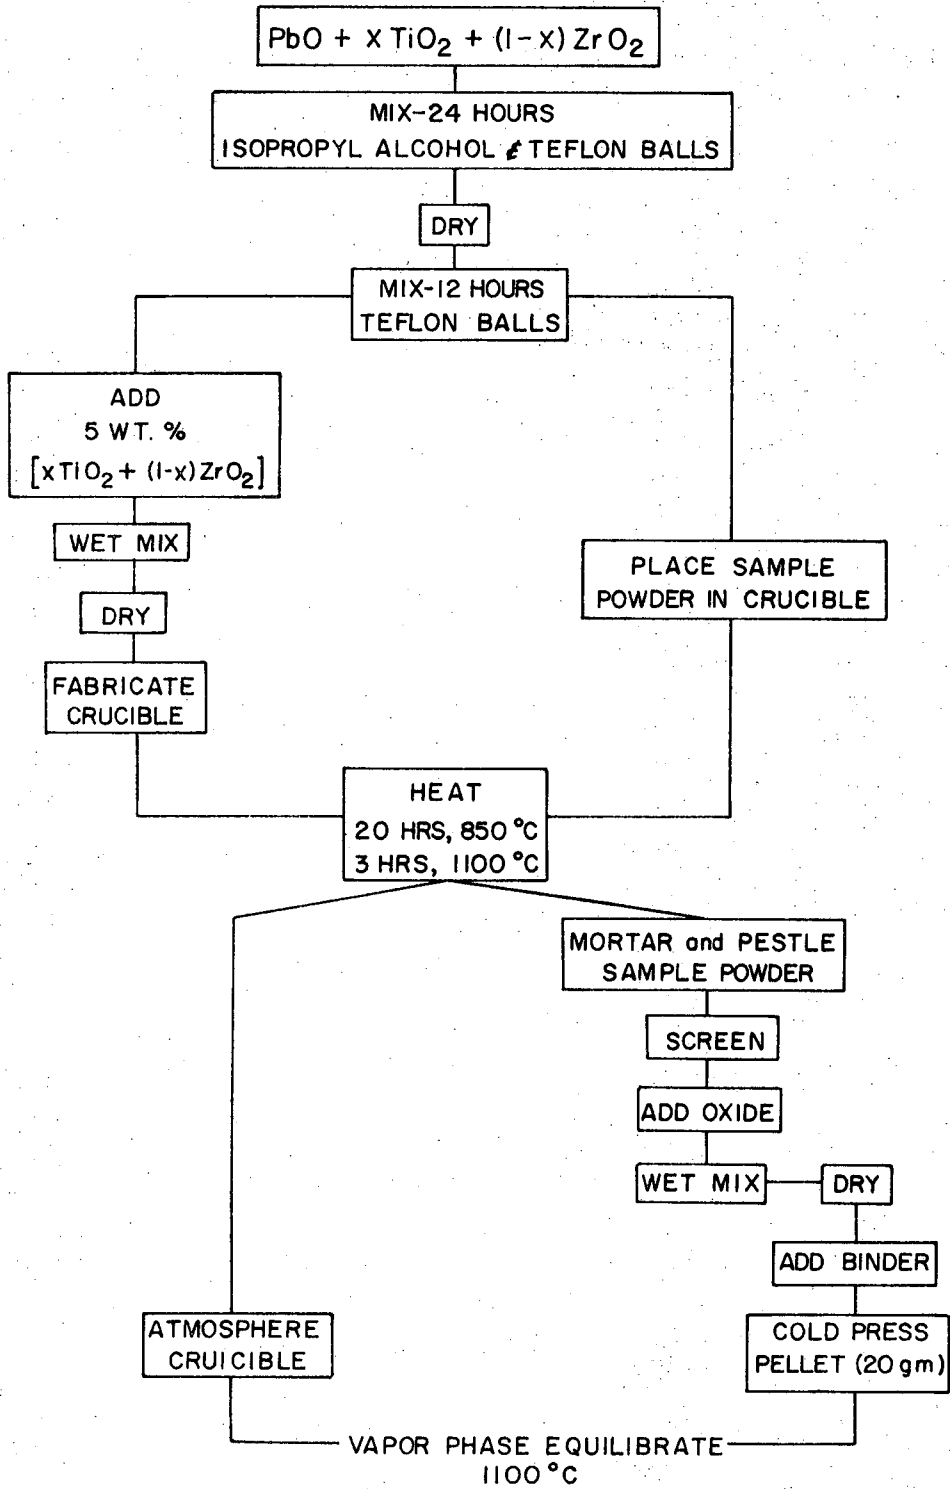 PbO + X TiO2 + (1-X) ZrO2
MIX-24 HOURS
ISOPROPYL ALCOHOL & TEFLON BALLS
DRY
MIX-12 HOURS
TEFLON BALLS
ADD
5 WT. %
[xTiO2 + (1-x)ZrO2]
WET MIX
DRY
FABRICATE
CRUCIBLE
PLACE SAMPLE
POWDER IN CRUCIBLE
HEAT
20 HRS, 850 °C
3 HRS, 1100 °C
MORTAR and PESTLE
SAMPLE POWDER
SCREEN
ADD OXIDE
WET MIX
DRY
ADD BINDER
COLD PRESS
PELLET (20 gm)
ATMOSPHERE
CRUICIBLE
VAPOR PHASE EQUILIBRATE
1100 °C